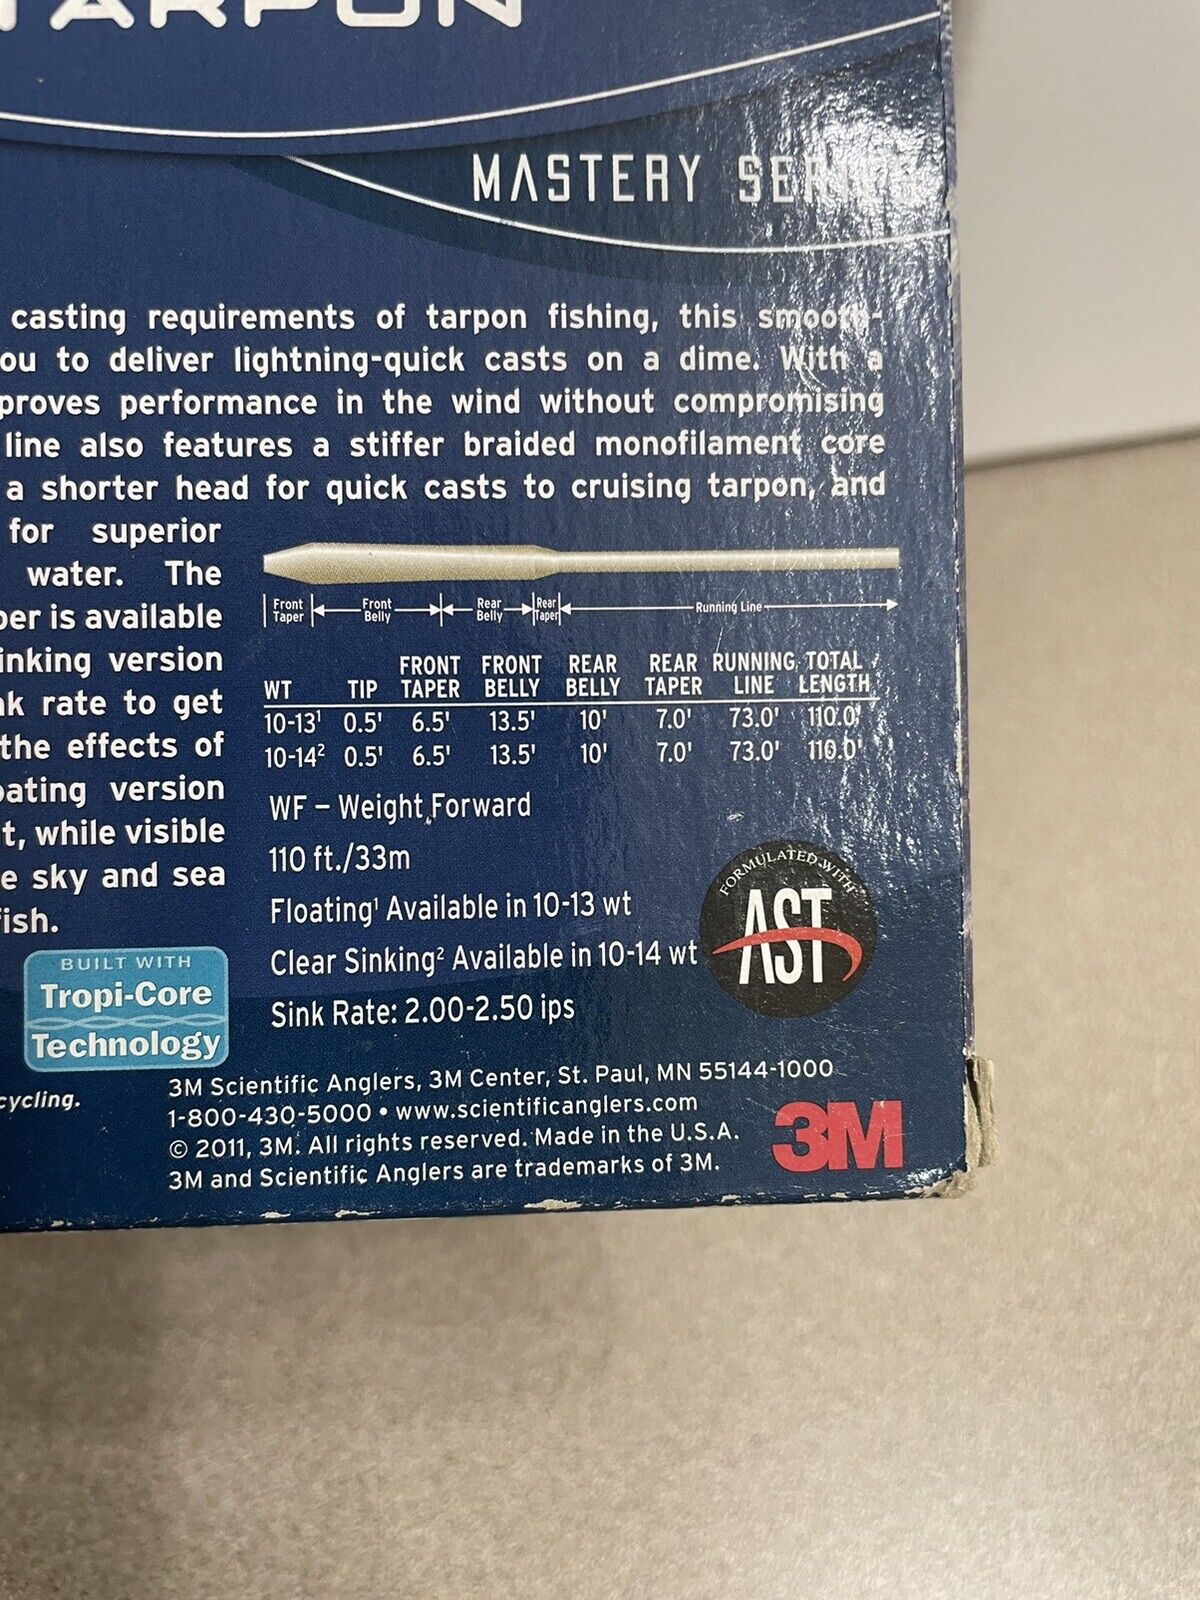 TARPON
MASTERY SERIES
casting requirements of tarpon fishing, this smooth-
ou to deliver lightning-quick casts on a dime. With a
proves performance in the wind without compromising
line also features a stiffer braided monofilament core
a shorter head for quick casts to cruising tarpon, and
for superior
water. The
per is available
inking version
nk rate to get
the effects of
oating version
t, while visible
e sky and sea
fish.
Front Taper Front Belly Rear Belly Rear Taper Running Line
WT TIP FRONT TAPER FRONT BELLY REAR BELLY REAR TAPER RUNNING LINE TOTAL LENGTH
10-13¹ 0.5' 6.5' 13.5' 10' 7.0' 73.0' 110.0'
10-14² 0.5' 6.5' 13.5' 10' 7.0' 73.0' 110.0'
WF – Weight Forward
110 ft./33m
Floating¹ Available in 10-13 wt
Clear Sinking² Available in 10-14 wt
Sink Rate: 2.00-2.50 ips
FORMULATED WITH
AST
BUILT WITH
Tropi-Core
Technology
cycling.
3M Scientific Anglers, 3M Center, St. Paul, MN 55144-1000
1-800-430-5000 • www.scientificanglers.com
© 2011, 3M. All rights reserved. Made in the U.S.A.
3M and Scientific Anglers are trademarks of 3M.
3M